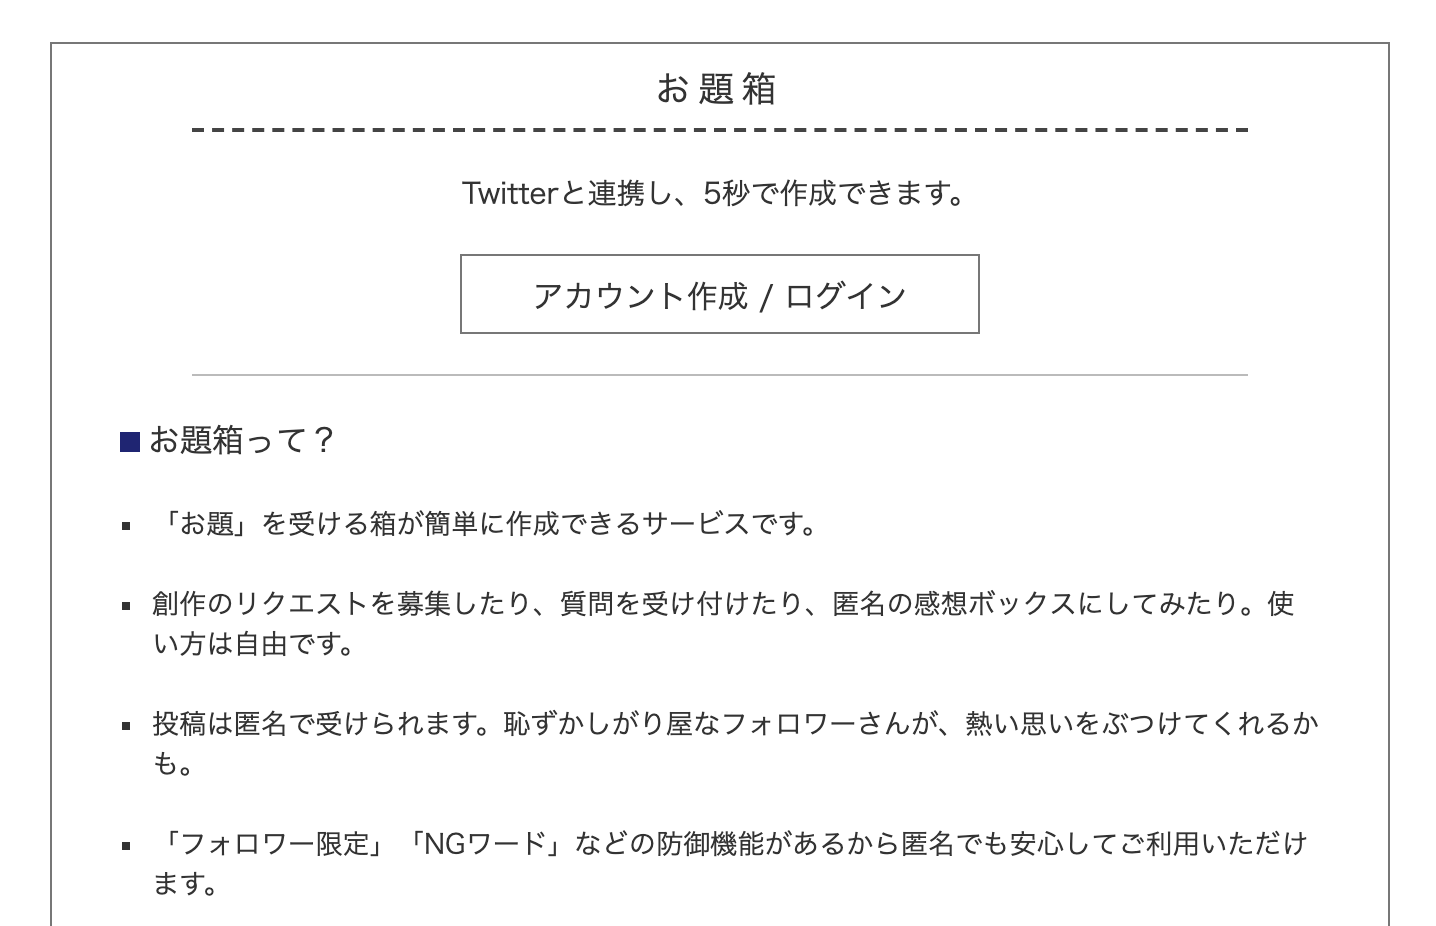 お題箱
Twitterと連携し、5秒で作成できます。
アカウント作成 / ログイン
■お題箱って？
▪ 「お題」を受ける箱が簡単に作成できるサービスです。
▪ 創作のリクエストを募集したり、質問を受け付けたり、匿名の感想ボックスにしてみたり。使
い方は自由です。
▪ 投稿は匿名で受けられます。恥ずかしがり屋なフォロワーさんが、熱い思いをぶつけてくれるか
も。
▪ 「フォロワー限定」「NGワード」などの防御機能があるから匿名でも安心してご利用いただけ
ます。